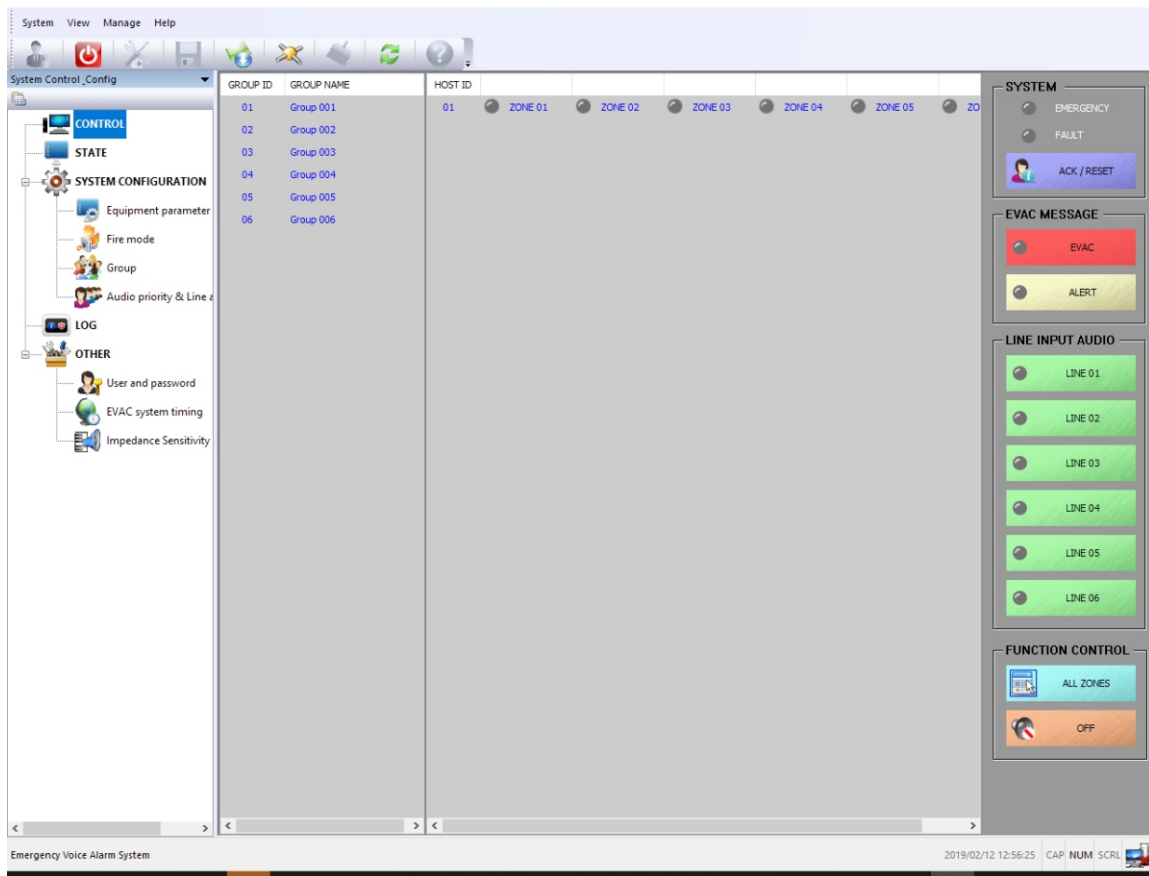 System View Manage Help
System Control_Config
CONTROL
STATE
SYSTEM CONFIGURATION
Equipment parameter
Fire mode
Group
Audio priority & Line a
LOG
OTHER
User and password
EVAC system timing
Impedance Sensitivity
GROUP ID GROUP NAME
01 Group 001
02 Group 002
03 Group 003
04 Group 004
05 Group 005
06 Group 006
HOST ID
01 ZONE 01 ZONE 02 ZONE 03 ZONE 04 ZONE 05 ZO
SYSTEM
EMERGENCY
FAULT
ACK / RESET
EVAC MESSAGE
EVAC
ALERT
LINE INPUT AUDIO
LINE 01
LINE 02
LINE 03
LINE 04
LINE 05
LINE 06
FUNCTION CONTROL
ALL ZONES
OFF
Emergency Voice Alarm System
2019/02/12 12:56:25 CAP NUM SCRL